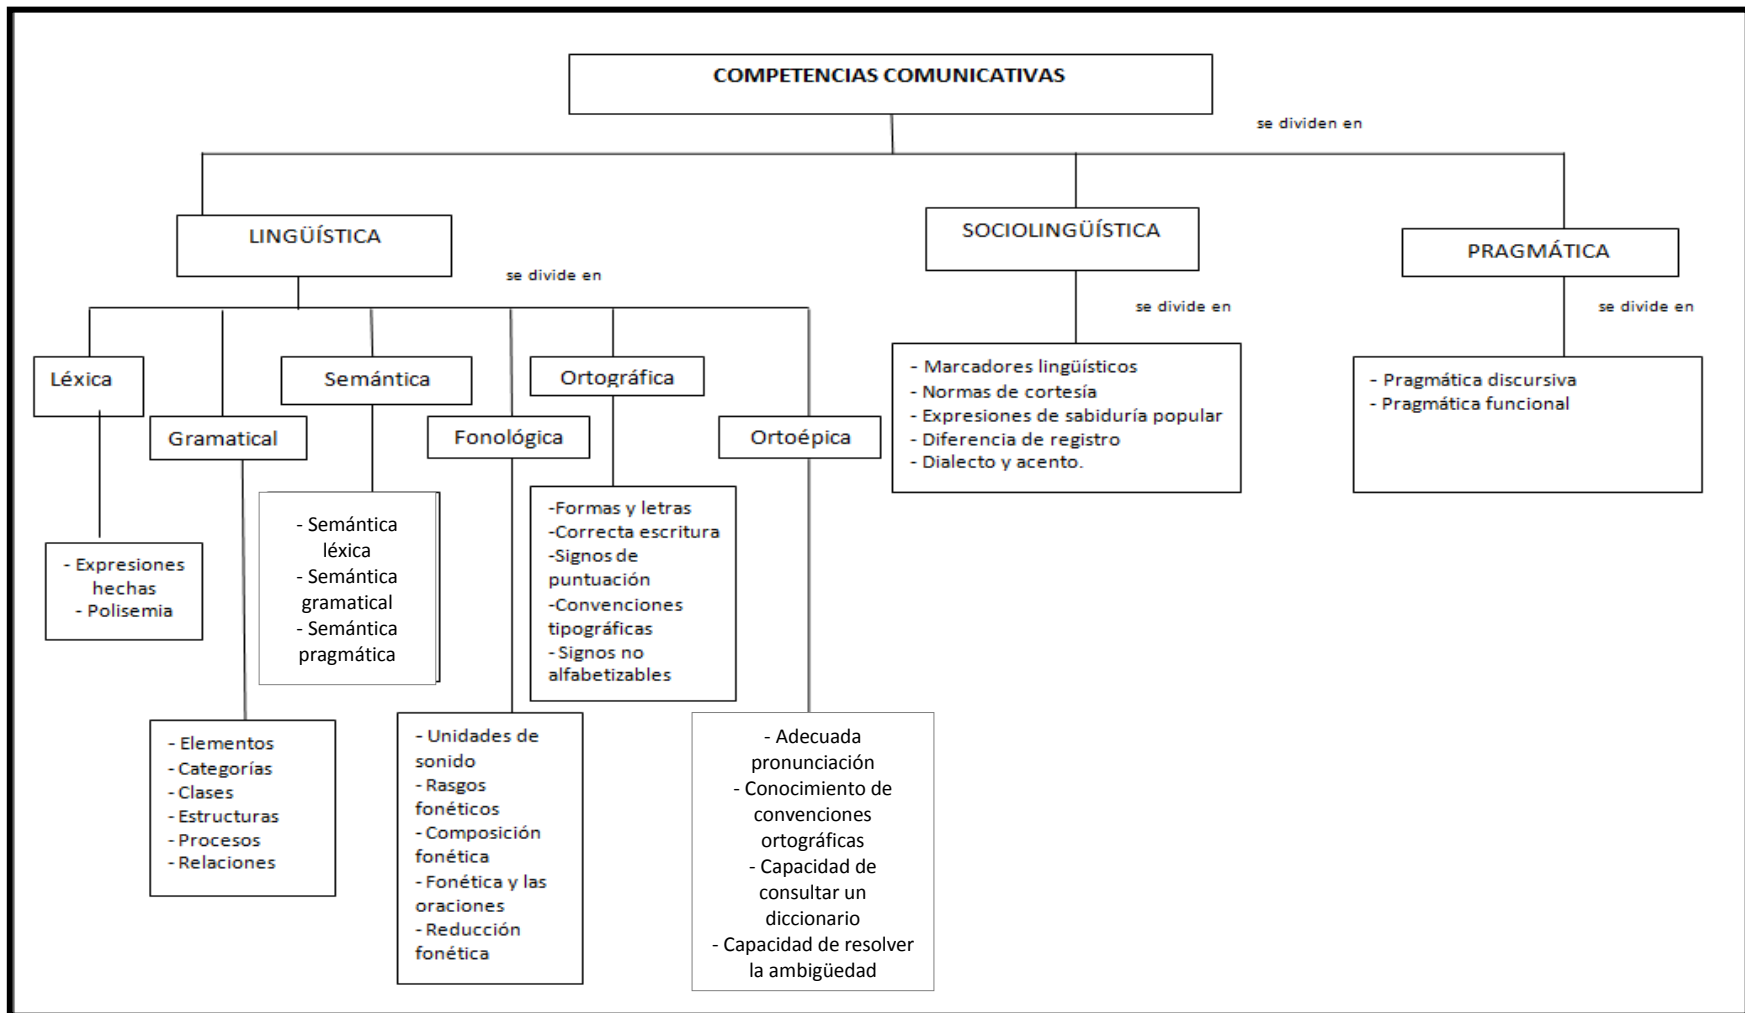 COMPETENCIAS COMUNICATIVAS
se dividen en
LINGÜÍSTICA
SOCIOLINGÜÍSTICA
PRAGMÁTICA
se divide en
se divide en
se divide en
Léxica
Gramatical
Semántica
Fonológica
Ortográfica
Ortoépica
- Expresiones
hechas
- Polisemia
- Elementos
- Categorías
- Clases
- Estructuras
- Procesos
- Relaciones
- Semántica
léxica
- Semántica
gramatical
- Semántica
pragmática
- Unidades de
sonido
- Rasgos
fonéticos
- Composición
fonética
- Fonética y las
oraciones
- Reducción
fonética
-Formas y letras
-Correcta escritura
-Signos de
puntuación
-Convenciones
tipográficas
- Signos no
alfabetizables
- Adecuada
pronunciación
- Conocimiento de
convenciones
ortográficas
- Capacidad de
consultar un
diccionario
- Capacidad de resolver
la ambigüedad
- Marcadores lingüísticos
- Normas de cortesía
- Expresiones de sabiduría popular
- Diferencia de registro
- Dialecto y acento.
- Pragmática discursiva
- Pragmática funcional